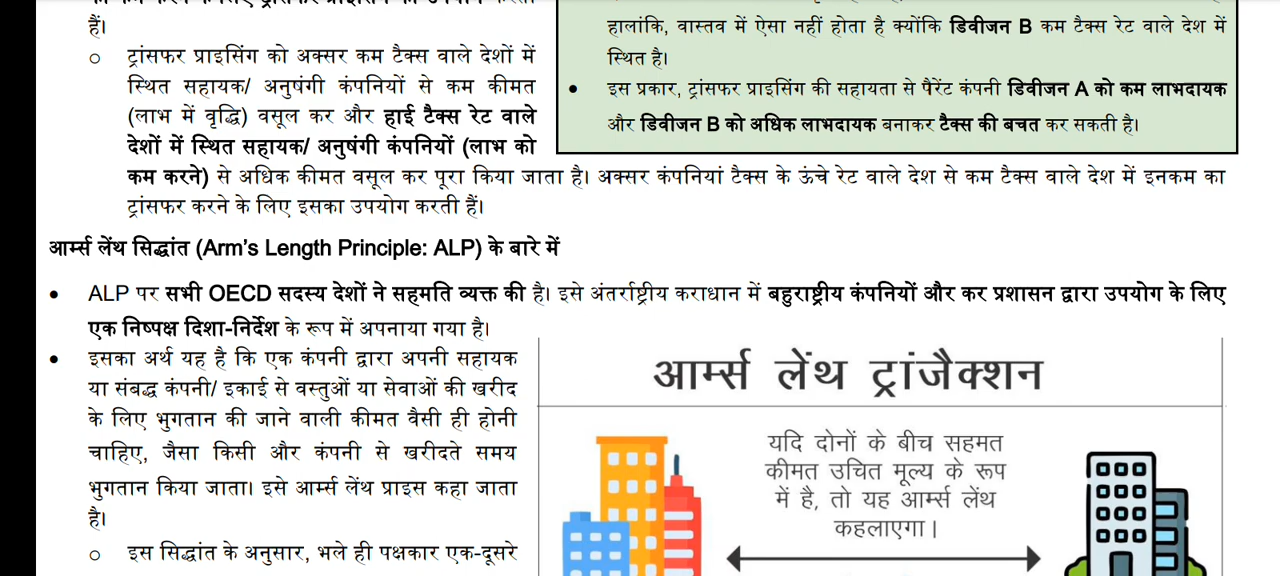 हैं।
ट्रांसफर प्राइसिंग को अक्सर कम टैक्स वाले देशों में
स्थित सहायक/ अनुषंगी कंपनियों से कम कीमत
(लाभ में वृद्धि) वसूल कर और हाई टैक्स रेट वाले
देशों में स्थित सहायक/ अनुषंगी कंपनियों (लाभ को
कम करने) से अधिक कीमत वसूल कर पूरा किया जाता है। अक्सर कंपनियां टैक्स के ऊंचे रेट वाले देश से कम टैक्स वाले देश में इनकम का
ट्रांसफर करने के लिए इसका उपयोग करती हैं।
हालांकि, वास्तव में ऐसा नहीं होता है क्योंकि डिवीजन B कम टैक्स रेट वाले देश में
स्थित है।
• इस प्रकार, ट्रांसफर प्राइसिंग की सहायता से पैरेंट कंपनी डिवीजन A को कम लाभदायक
और डिवीजन B को अधिक लाभदायक बनाकर टैक्स की बचत कर सकती है।
आर्म्स लेंथ सिद्धांत (Arm's Length Principle: ALP) के बारे में
• ALP पर सभी OECD सदस्य देशों ने सहमति व्यक्त की है। इसे अंतर्राष्ट्रीय कराधान में बहुराष्ट्रीय कंपनियों और कर प्रशासन द्वारा उपयोग के लिए
एक निष्पक्ष दिशा-निर्देश के रूप में अपनाया गया है।
• इसका अर्थ यह है कि एक कंपनी द्वारा अपनी सहायक
या संबद्ध कंपनी/ इकाई से वस्तुओं या सेवाओं की खरीद
के लिए भुगतान की जाने वाली कीमत वैसी ही होनी
चाहिए, जैसा किसी और कंपनी से खरीदते समय
भुगतान किया जाता। इसे आर्म्स लेंथ प्राइस कहा जाता
है।
इस सिद्धांत के अनुसार, भले ही पक्षकार एक-दूसरे
आर्म्स लेंथ ट्रांजैक्शन
यदि दोनों के बीच सहमत
कीमत उचित मूल्य के रूप
में है, तो यह आर्म्स लेंथ
कहलाएगा।